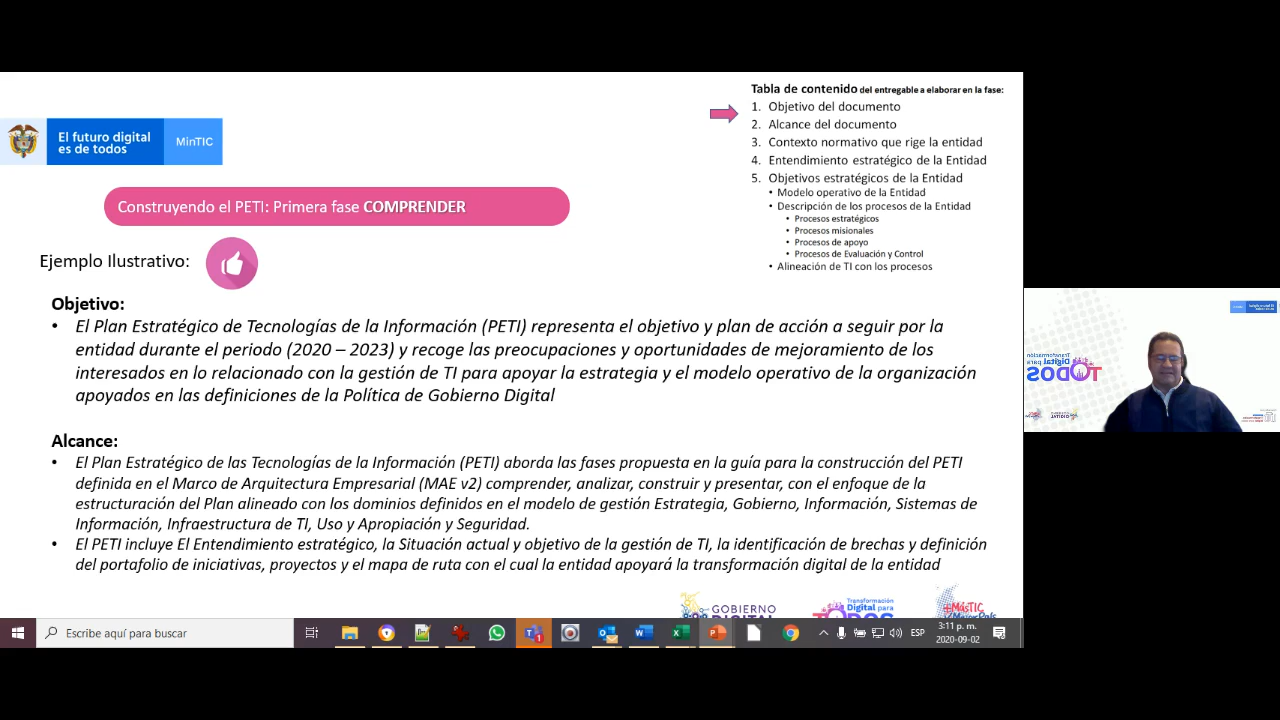 Tabla de contenido del entregable a elaborar en la fase:
1. Objetivo del documento
2. Alcance del documento
3. Contexto normativo que rige la entidad
4. Entendimiento estratégico de la Entidad
5. Objetivos estratégicos de la Entidad
• Modelo operativo de la Entidad
• Descripción de los procesos de la Entidad
• Procesos estratégicos
• Procesos misionales
• Procesos de apoyo
• Procesos de Evaluación y Control
• Alineación de TI con los procesos
El futuro digital
es de todos
MinTIC
Construyendo el PETI: Primera fase COMPRENDER
Ejemplo Ilustrativo:
Objetivo:
• El Plan Estratégico de Tecnologías de la Información (PETI) representa el objetivo y plan de acción a seguir por la
entidad durante el periodo (2020 – 2023) y recoge las preocupaciones y oportunidades de mejoramiento de los
interesados en lo relacionado con la gestión de TI para apoyar la estrategia y el modelo operativo de la organización
apoyados en las definiciones de la Política de Gobierno Digital
Alcance:
• El Plan Estratégico de las Tecnologías de la Información (PETI) aborda las fases propuesta en la guía para la construcción del PETI
definida en el Marco de Arquitectura Empresarial (MAE v2) comprender, analizar, construir y presentar, con el enfoque de la
estructuración del Plan alineado con los dominios definidos en el modelo de gestión Estrategia, Gobierno, Información, Sistemas de
Información, Infraestructura de TI, Uso y Apropiación y Seguridad.
• El PETI incluye El Entendimiento estratégico, la Situación actual y objetivo de la gestión de TI, la identificación de brechas y definición
del portafolio de iniciativas, proyectos y el mapa de ruta con el cual la entidad apoyará la transformación digital de la entidad
GOBIERNO
DIGITAL
Transformación
Digital para
TODOS
+MásTIC
Transformación
Digital para
TODOS
Escribe aquí para buscar
ESP
3:11 p. m.
2020-09-02